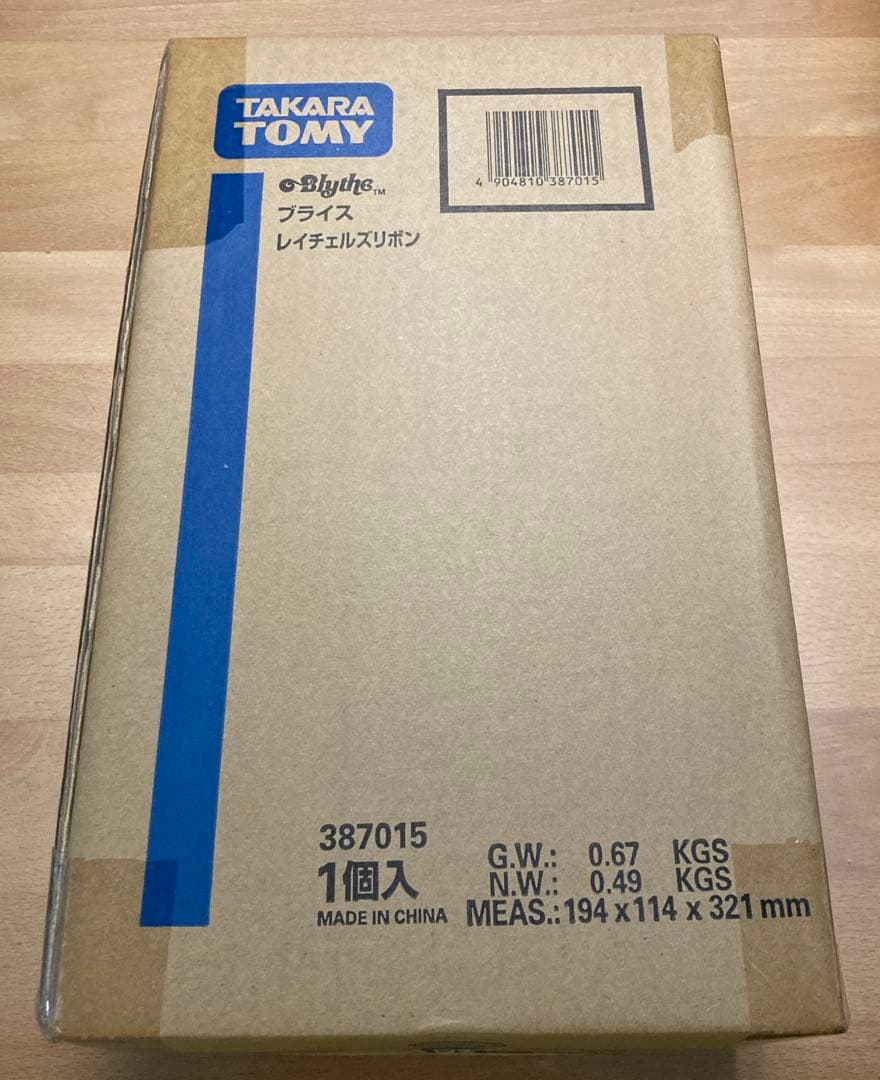 TAKARA
TOMY
Blythe™
ブライス
レイチェルズリボン
4 904810 387015
387015
1個入
MADE IN CHINA
G.W.: 0.67 KGS
N.W.: 0.49 KGS
MEAS.: 194 x 114 x 321 mm